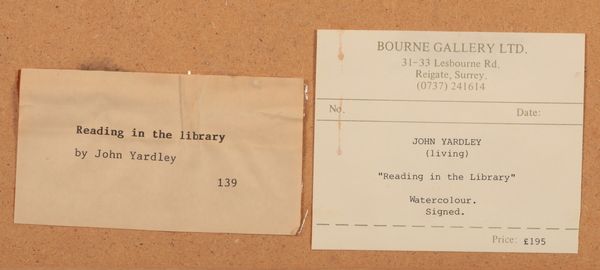 Reading in the library
by John Yardley
139
BOURNE GALLERY LTD.
31-33 Lesbourne Rd.
Reigate, Surrey.
(0737) 241614
No. Date:
JOHN YARDLEY
(living)
"Reading in the Library"
Watercolour.
Signed.
Price: £195